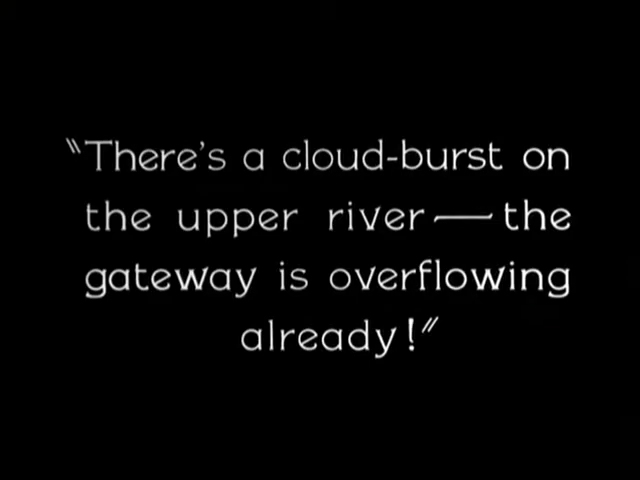 "There's a cloud-burst on
the upper river — the
gateway is overflowing
already!"